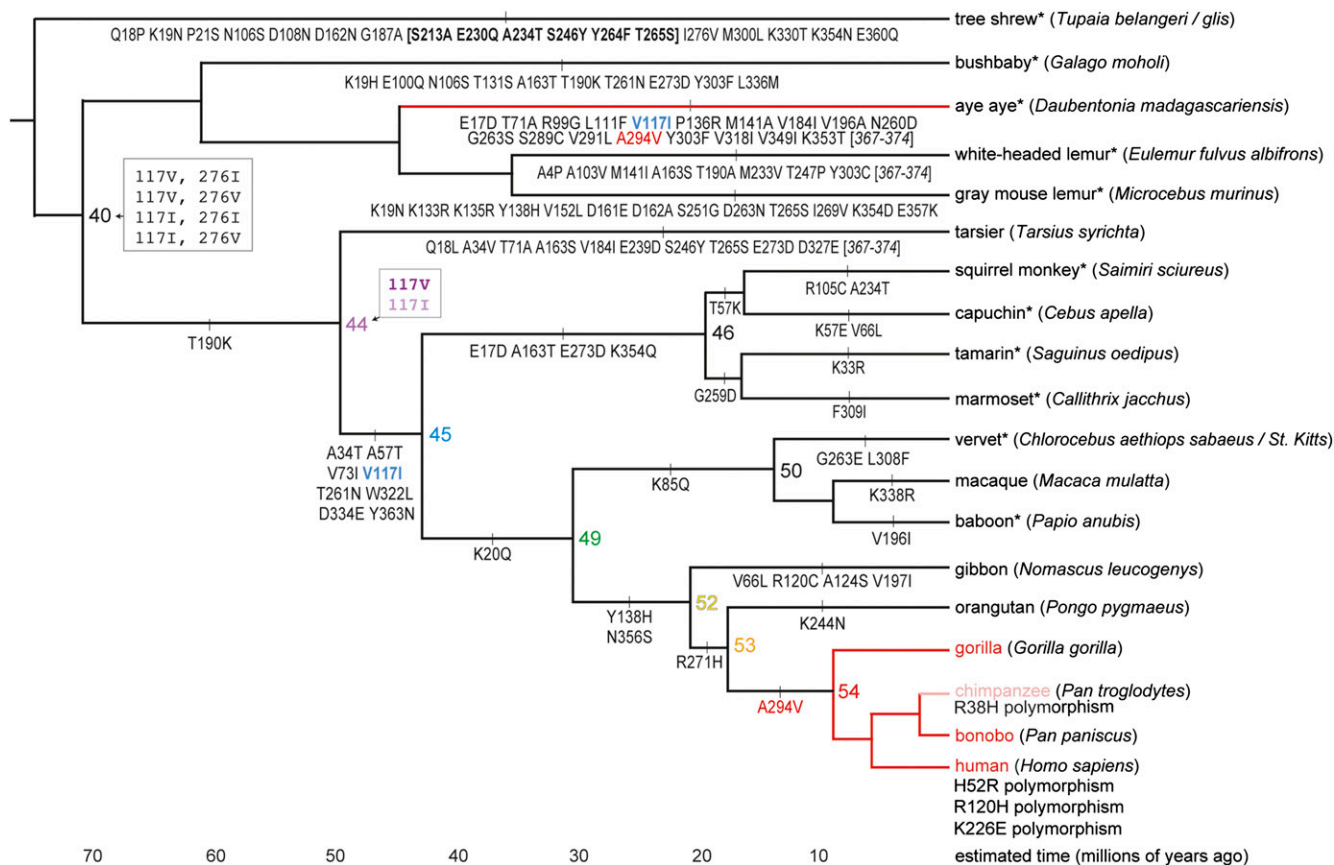 tree shrew* (Tupaia belangeri / glis)
Q18P K19N P21S N106S D108N D162N G187A [S213A E230Q A234T S246Y Y264F T265S] I276V M300L K330T K354N E360Q
bushbaby* (Galago moholi)
K19H E100Q N106S T131S A163T T190K T261N E273D Y303F L336M
aye aye* (Daubentonia madagascariensis)
E17D T71A R99G L111F V117I P136R M141A V184I V196A N260D
G263S S289C V291L A294V Y303F V318I V349I K353T [367-374]
white-headed lemur* (Eulemur fulvus albifrons)
A4P A103V M141I A163S T190A M233V T247P Y303C [367-374]
gray mouse lemur* (Microcebus murinus)
K19N K133R K135R Y138H V152L D161E D162A S251G D263N T265S I269V K354D E357K
117V, 276I
117V, 276V
117I, 276I
117I, 276V
40
tarsier (Tarsius syrichta)
Q18L A34V T71A A163S V184I E239D S246Y T265S E273D D327E [367-374]
117V
117I
44
T190K
squirrel monkey* (Saimiri sciureus)
R105C A234T
T57K
capuchin* (Cebus apella)
K57E V66L
46
E17D A163T E273D K354Q
tamarin* (Saguinus oedipus)
K33R
G259D
marmoset* (Callithrix jacchus)
F309I
45
A34T A57T
V73I V117I
T261N W322L
D334E Y363N
vervet* (Chlorocebus aethiops sabaeus / St. Kitts)
G263E L308F
50
K85Q
macaque (Macaca mulatta)
K338R
baboon* (Papio anubis)
V196I
49
K20Q
gibbon (Nomascus leucogenys)
V66L R120C A124S V197I
52
Y138H
N356S
orangutan (Pongo pygmaeus)
K244N
53
R271H
gorilla (Gorilla gorilla)
54
A294V
chimpanzee (Pan troglodytes)
R38H polymorphism
bonobo (Pan paniscus)
human (Homo sapiens)
H52R polymorphism
R120H polymorphism
K226E polymorphism
70 60 50 40 30 20 10 estimated time (millions of years ago)